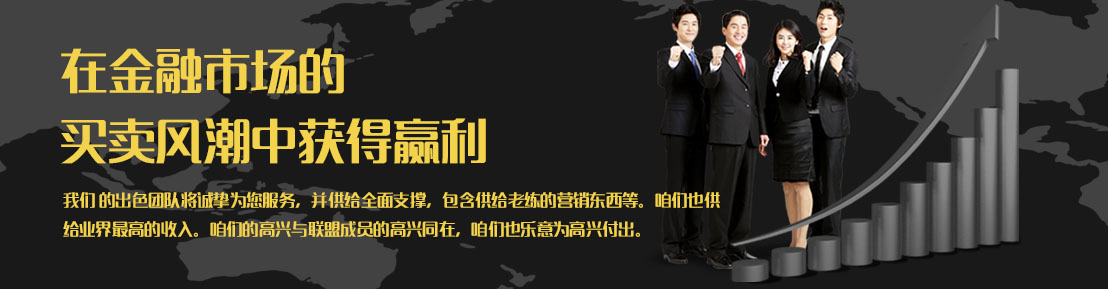 在金融市场的
买卖风潮中获得赢利
我们 的出色团队将诚挚为您服务，并供给全面支撑，包含供给老练的营销东西等。咱们也供
给业界最高的收入。咱们的高兴与联盟成员的高兴同在，咱们也乐意为高兴付出。